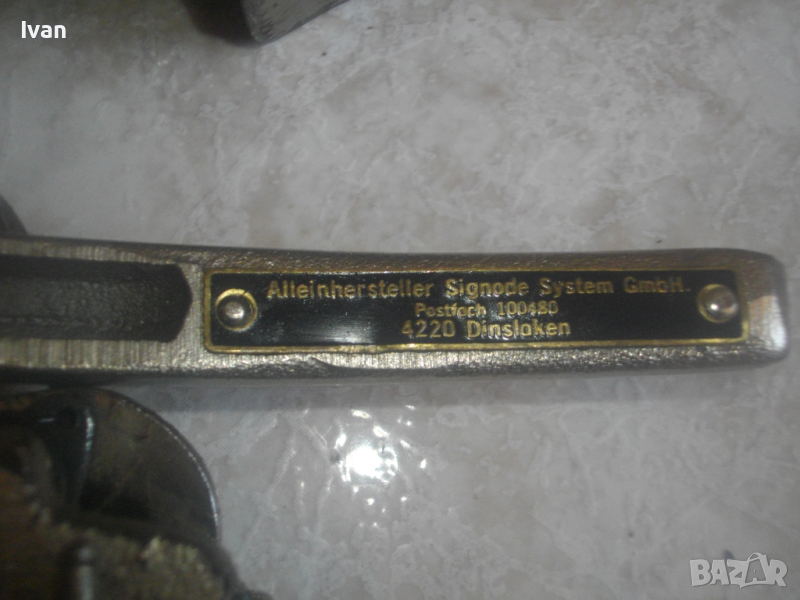 Ivan
Alleinhersteller Signode System GmbH.
Postfach 100480
4220 Dinslaken
BAZAR